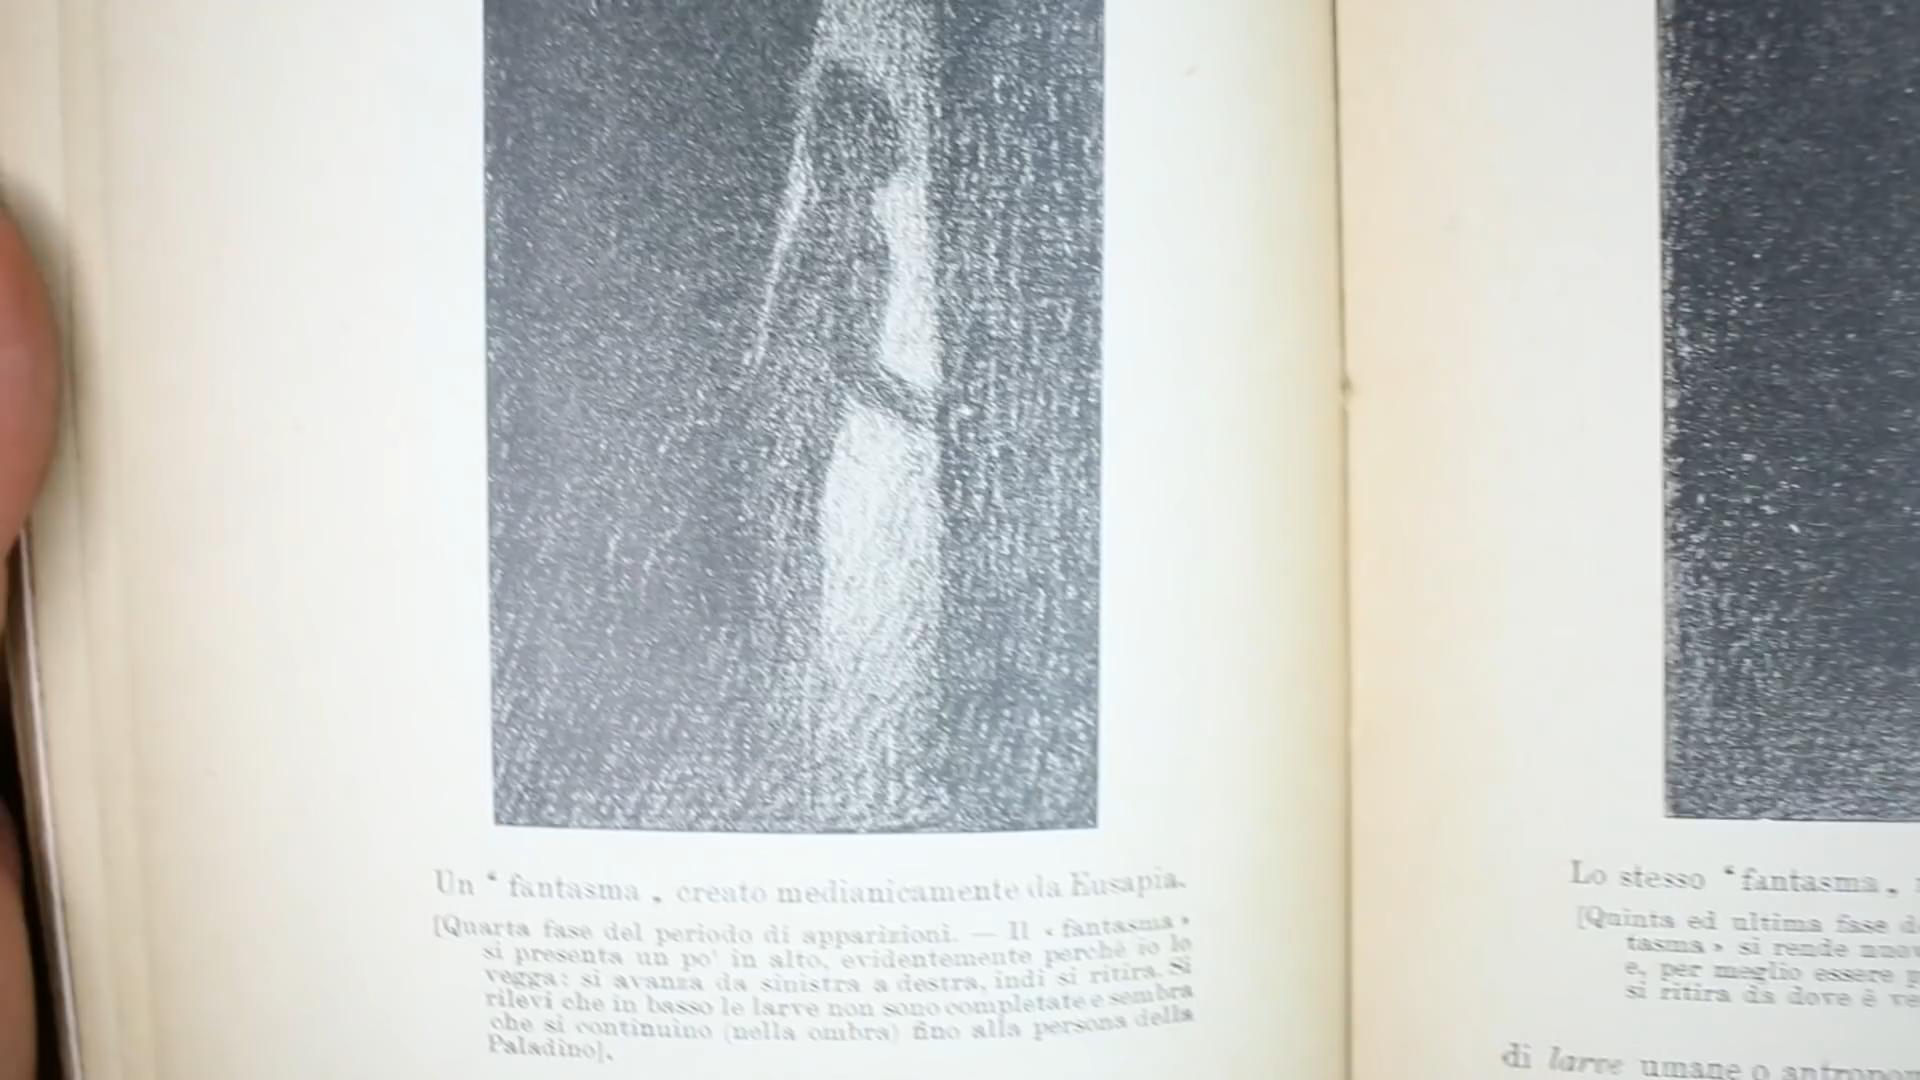 Un “ fantasma „ creato medianicamente da Eusapia.
[Quarta fase del periodo di apparizioni. — Il « fantasma »
si presenta un po' in alto, evidentemente perchè io lo
vegga: si avanza da sinistra a destra, indi si ritira. Si
rilevi che in basso le larve non sono completate e sembra
che si continuino (nella ombra) fino alla persona della
Paladino].
Lo stesso “ fantasma „
[Quinta ed ultima fase
tasma » si rende
e, per meglio essere
si ritira da dove è
di larve umane o